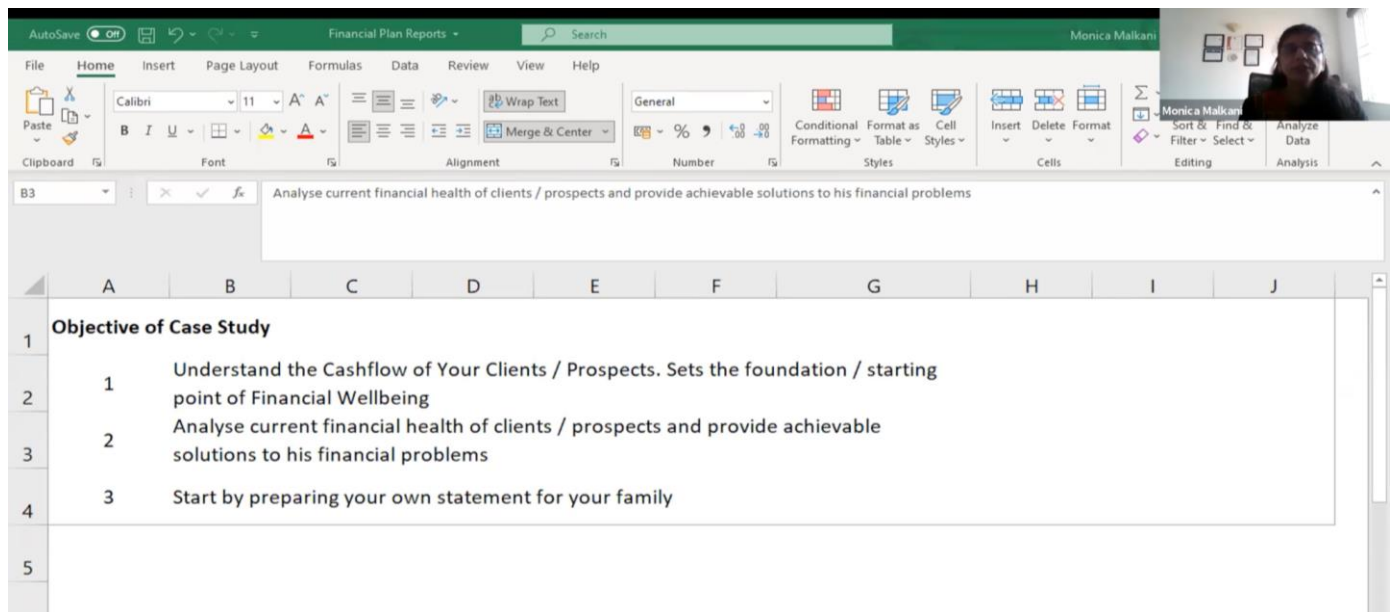 AutoSave Off Financial Plan Reports Search Monica Malkani
File Home Insert Page Layout Formulas Data Review View Help
Paste
Calibri 11 A A
B I U A
Wrap Text
Merge & Center
General
% 9
Conditional Formatting
Format as Table
Cell Styles
Insert Delete Format
Σ
Sort & Filter
Find & Select
Analyze Data
Monica Malkani
Clipboard Font Alignment Number Styles Cells Editing Analysis
B3 fx Analyse current financial health of clients / prospects and provide achievable solutions to his financial problems
A B C D E F G H I J
1 Objective of Case Study
2 1 Understand the Cashflow of Your Clients / Prospects. Sets the foundation / starting
point of Financial Wellbeing
3 2 Analyse current financial health of clients / prospects and provide achievable
solutions to his financial problems
4 3 Start by preparing your own statement for your family
5